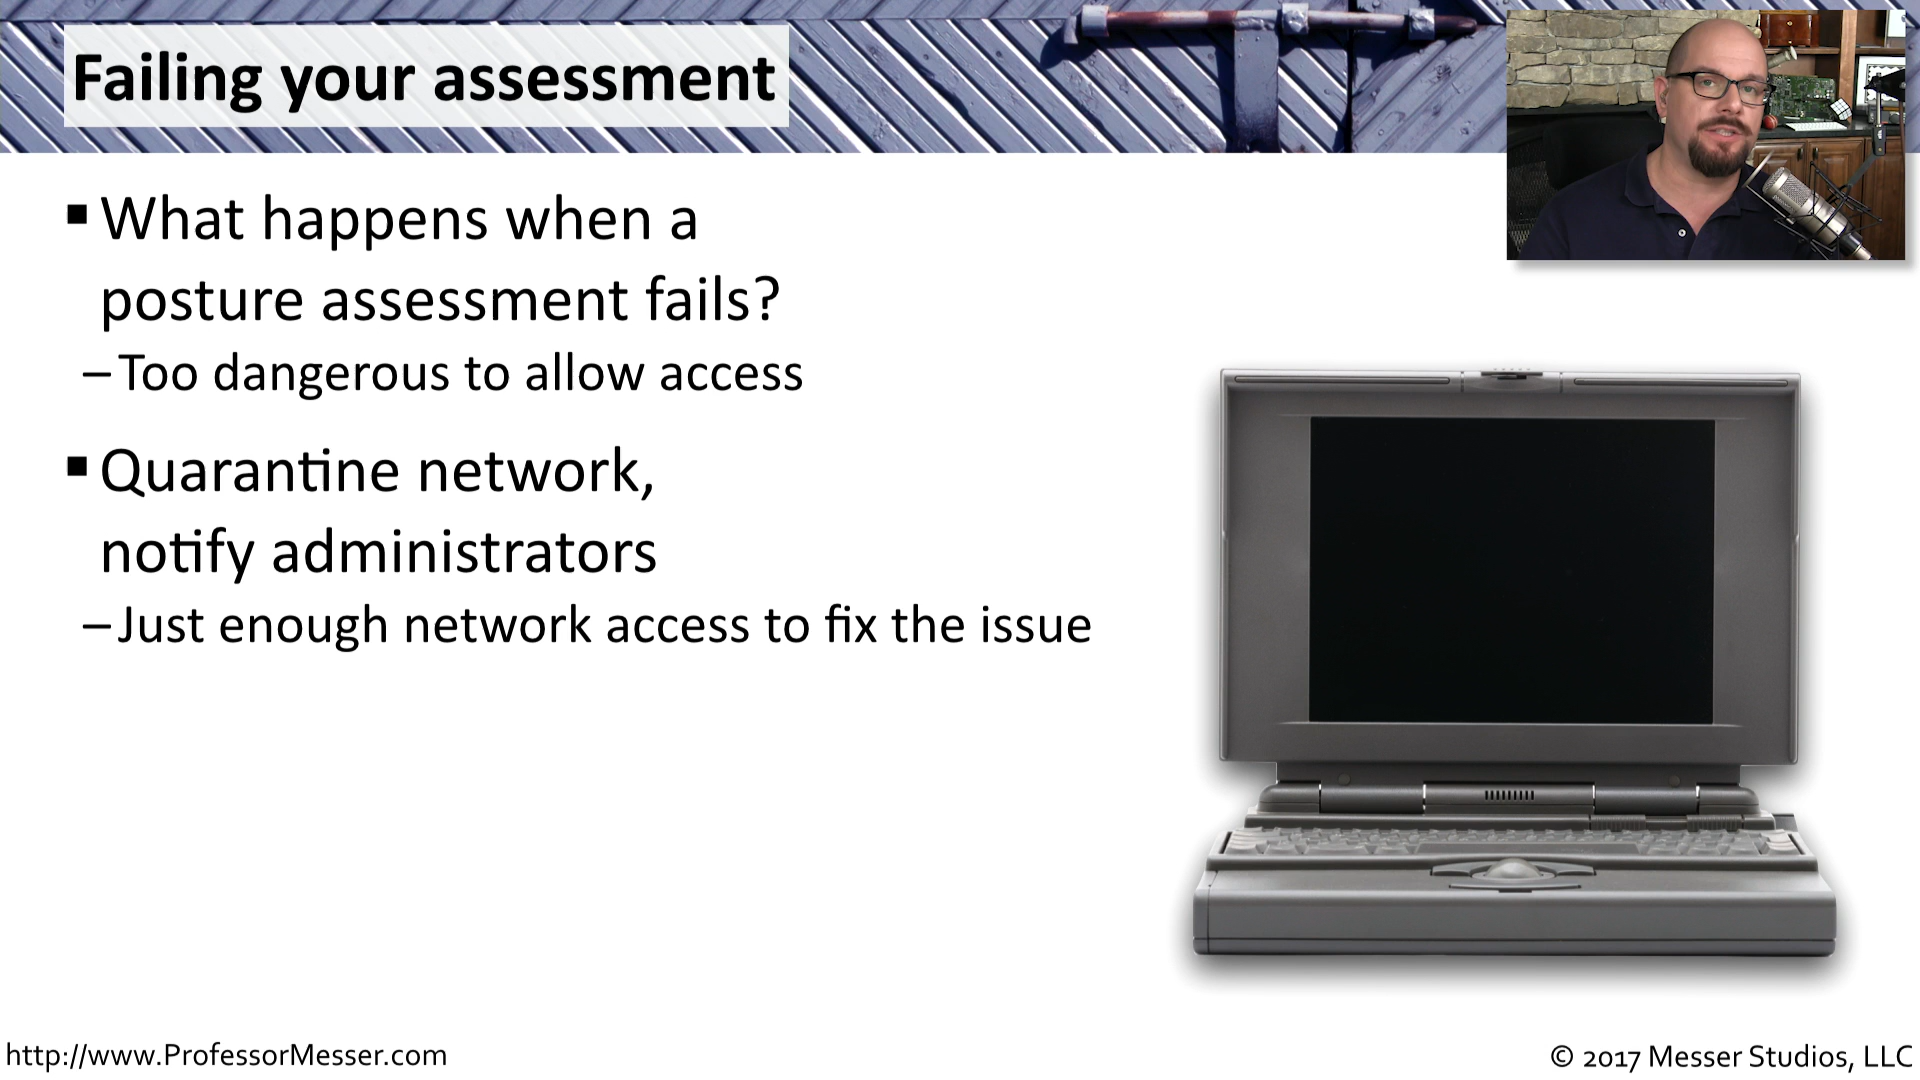 Failing your assessment
▪ What happens when a
posture assessment fails?
– Too dangerous to allow access
▪ Quarantine network,
notify administrators
– Just enough network access to fix the issue
http://www.ProfessorMesser.com
© 2017 Messer Studios, LLC